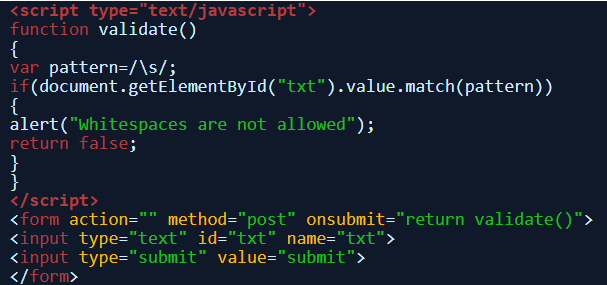 <script type="text/javascript">
function validate()
{
var pattern=/\s/;
if(document.getElementById("txt").value.match(pattern))
{
alert("Whitespaces are not allowed");
return false;
}
}
</script>
<form action="" method="post" onsubmit="return validate()">
<input type="text" id="txt" name="txt">
<input type="submit" value="submit">
</form>